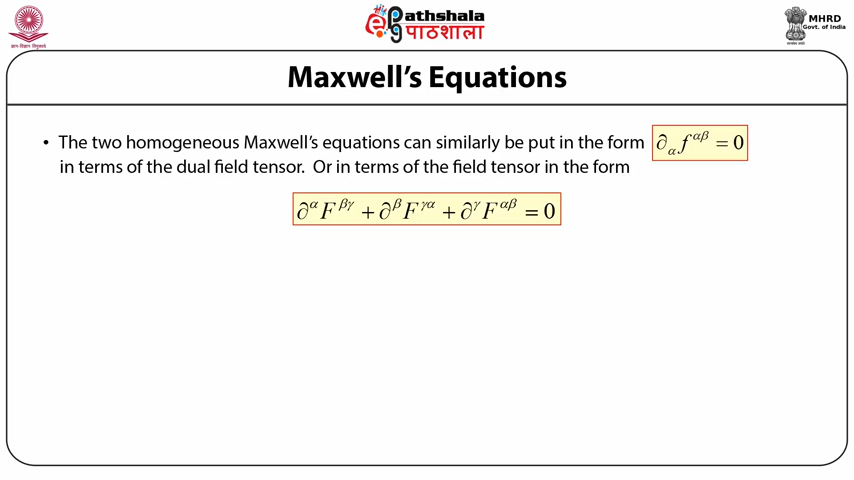 ePathshala
पाठशाला
MHRD
Govt. of India
Maxwell's Equations
• The two homogeneous Maxwell's equations can similarly be put in the form ∂_α f^{αβ} = 0
in terms of the dual field tensor. Or in terms of the field tensor in the form
∂^α F^{βγ} + ∂^β F^{γα} + ∂^γ F^{αβ} = 0